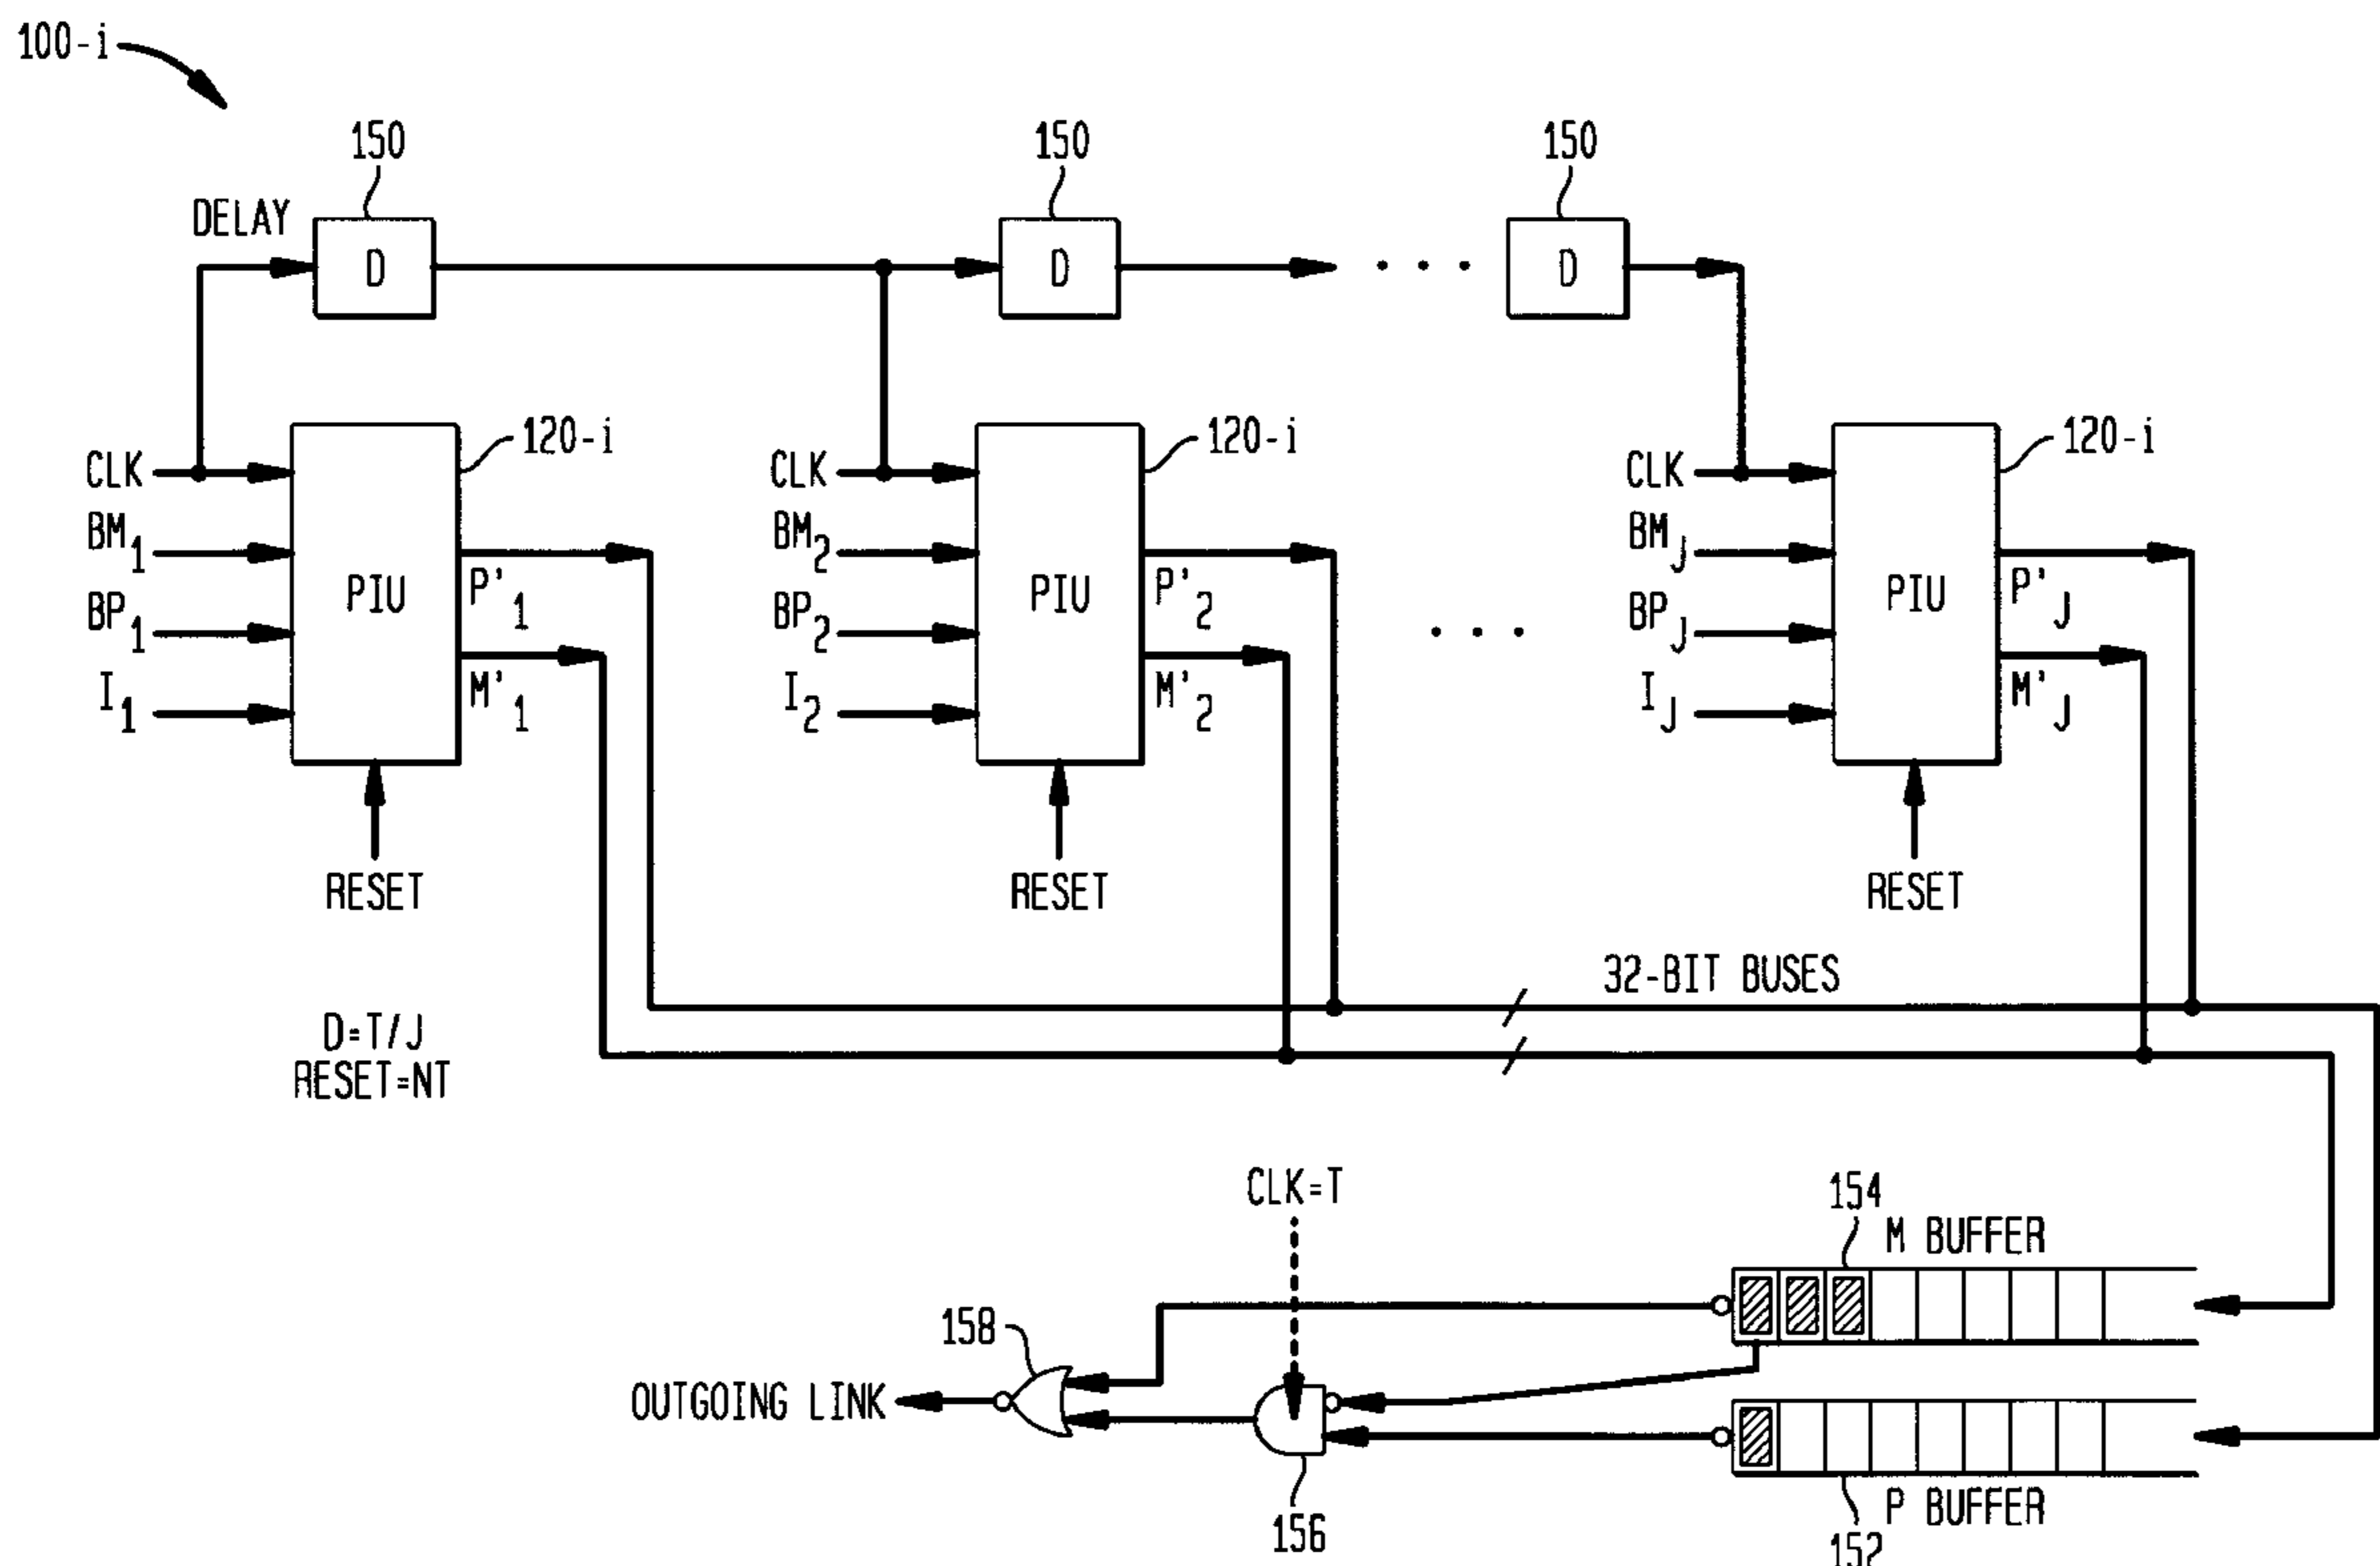 100-i
150 150 150
DELAY
D D D
120-i 120-i 120-i
CLK CLK CLK
BM1 BM2 BMJ
PIU PIU PIU
P'1 P'2 P'J
BP1 BP2 BPJ
M'1 M'2 M'J
I1 I2 IJ
RESET RESET RESET
32-BIT BUSES
D=T/J
RESET=NT
CLK=T
154
M BUFFER
158
OUTGOING LINK
156
P BUFFER
152